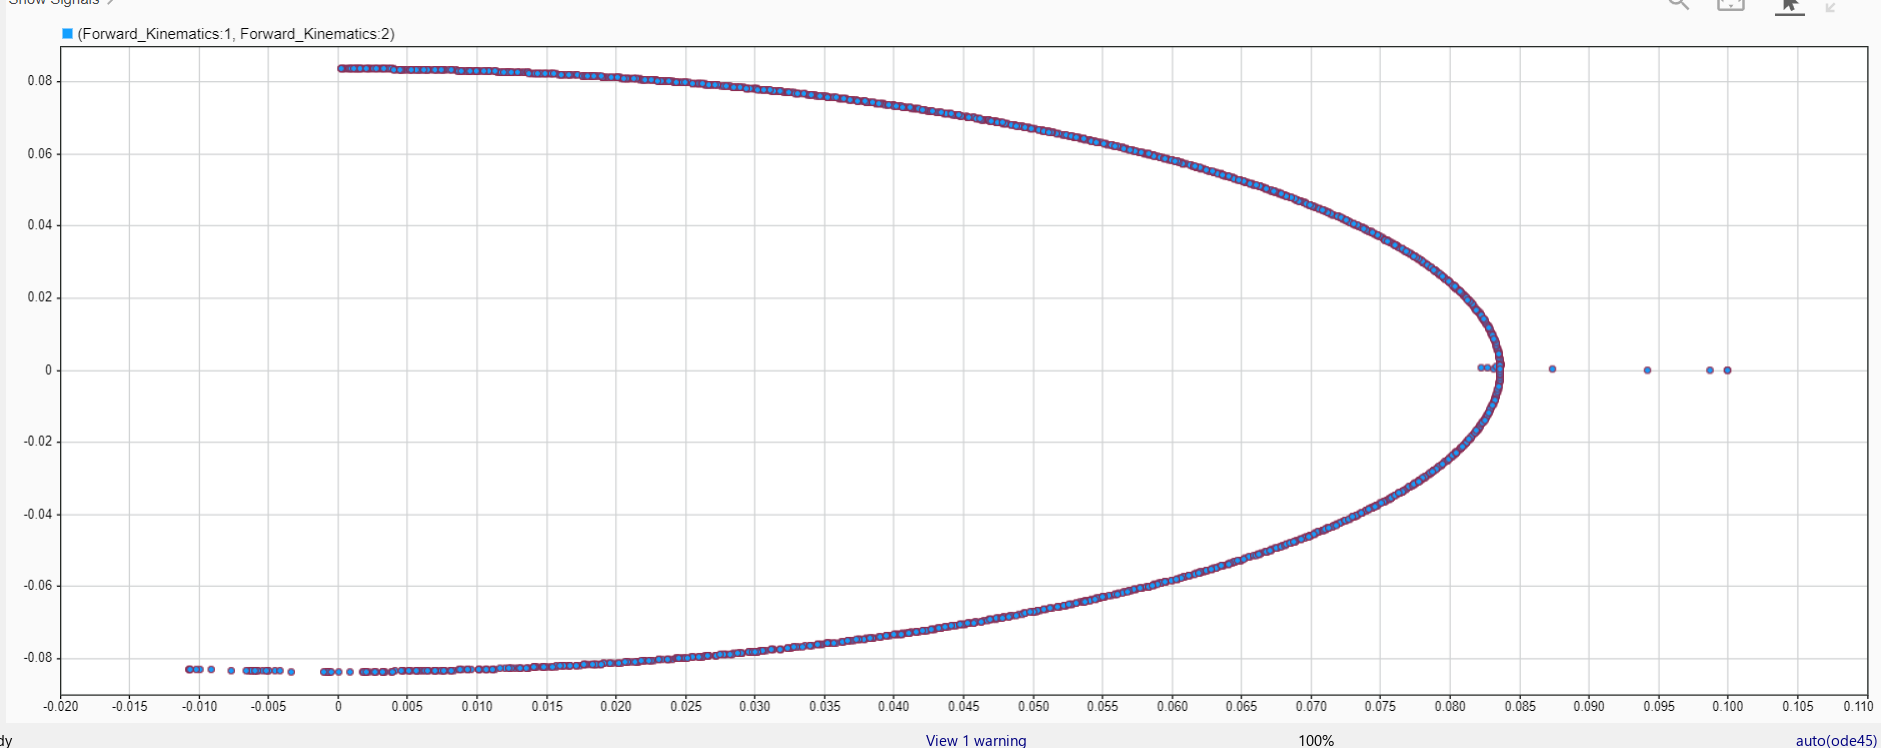 Show Signals
(Forward_Kinematics:1, Forward_Kinematics:2)
0.08
0.06
0.04
0.02
0
-0.02
-0.04
-0.06
-0.08
-0.020 -0.015 -0.010 -0.005 0 0.005 0.010 0.015 0.020 0.025 0.030 0.035 0.040 0.045 0.050 0.055 0.060 0.065 0.070 0.075 0.080 0.085 0.090 0.095 0.100 0.105 0.110
dy View 1 warning 100% auto(ode45)